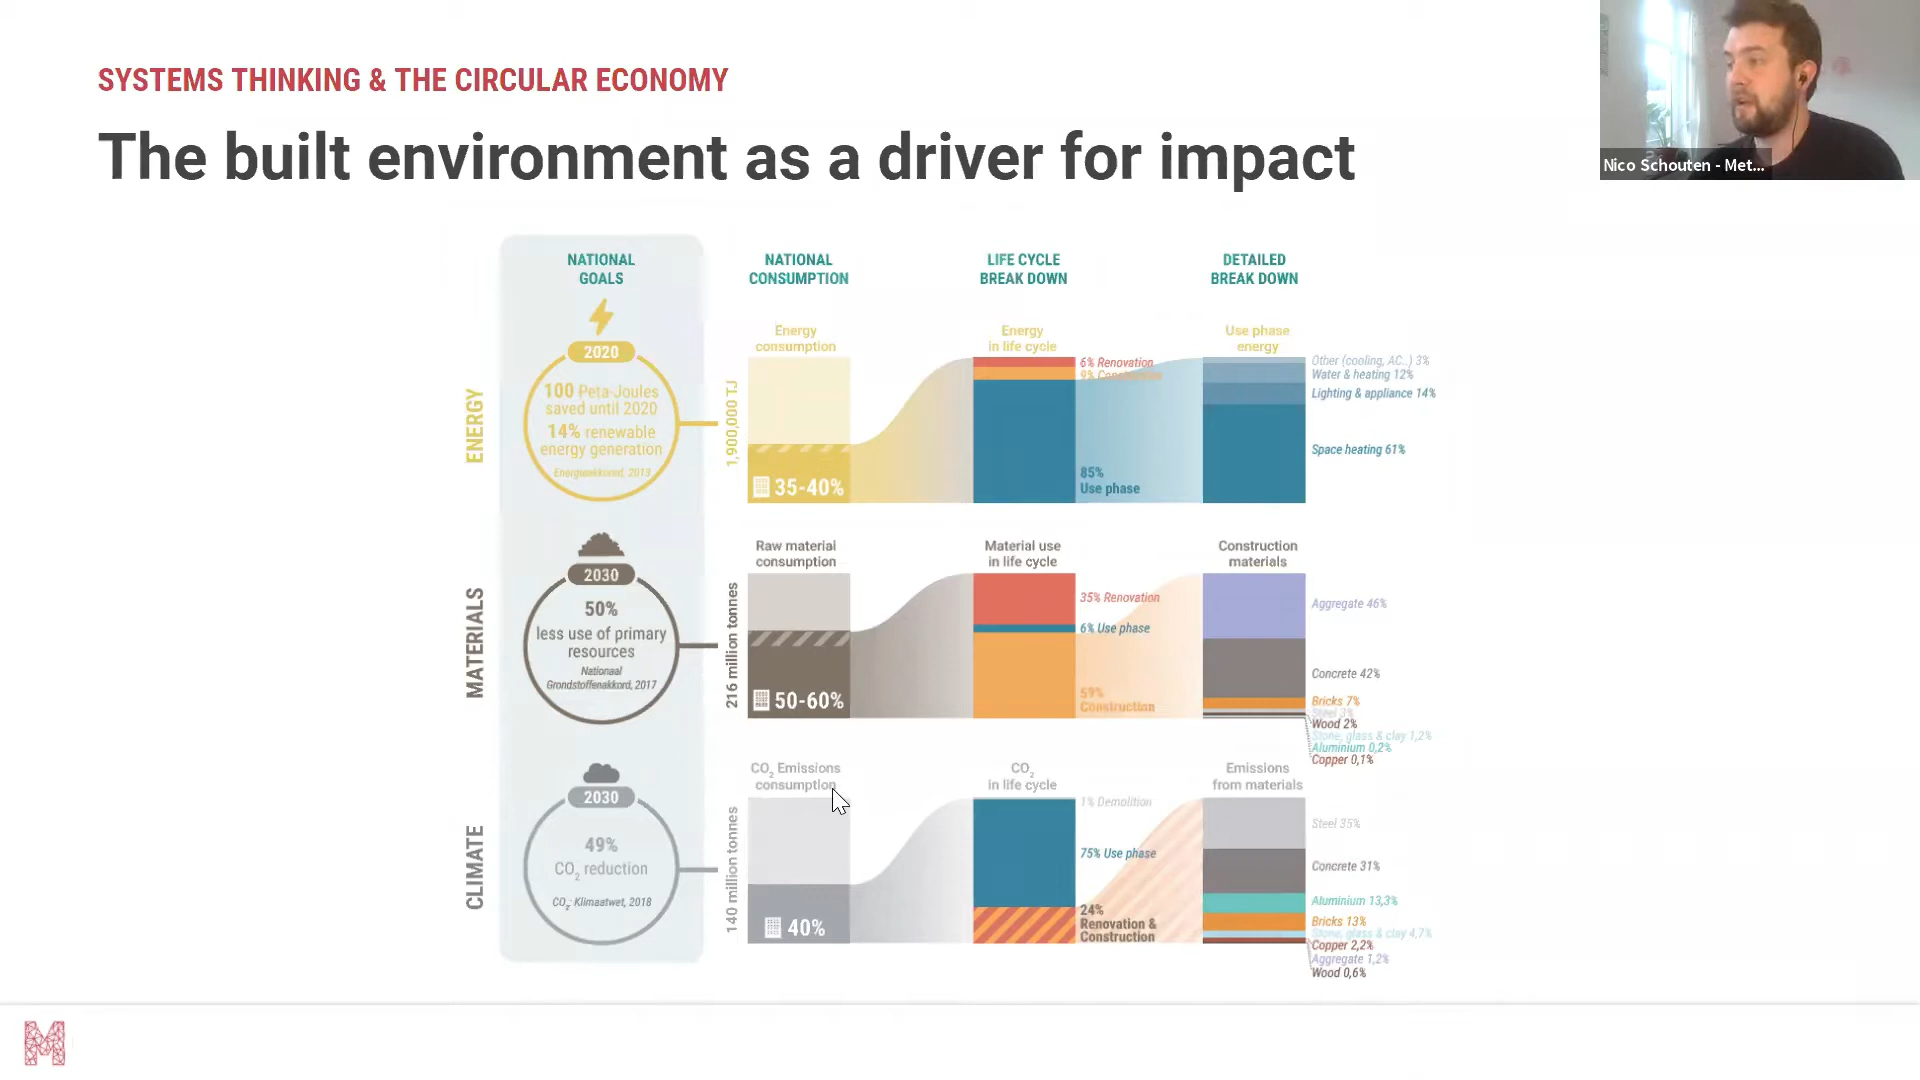 SYSTEMS THINKING & THE CIRCULAR ECONOMY
The built environment as a driver for impact
Nico Schouten - Met...
NATIONAL
GOALS
NATIONAL
CONSUMPTION
LIFE CYCLE
BREAK DOWN
DETAILED
BREAK DOWN
ENERGY
2020
100 Peta-Joules
saved until 2020
14% renewable
energy generation
Energieakkoord, 2013
1,900,000 TJ
Energy
consumption
35-40%
Energy
in life cycle
6% Renovation
9% Construction
85%
Use phase
Use phase
energy
Other (cooling, AC..) 3%
Water & heating 12%
Lighting & appliance 14%
Space heating 61%
MATERIALS
2030
50%
less use of primary
resources
Nationaal
Grondstoffenakkord, 2017
216 million tonnes
Raw material
consumption
50-60%
Material use
in life cycle
35% Renovation
6% Use phase
59%
Construction
Construction
materials
Aggregate 46%
Concrete 42%
Bricks 7%
Steel 3%
Wood 2%
Stone, glass & clay 1,2%
Aluminium 0,2%
Copper 0,1%
CLIMATE
2030
49%
CO2 reduction
CO2: Klimaatwet, 2018
140 million tonnes
CO2 Emissions
consumption
40%
CO2
in life cycle
1% Demolition
75% Use phase
24%
Renovation &
Construction
Emissions
from materials
Steel 35%
Concrete 31%
Aluminium 13,3%
Bricks 13%
Stone, glass & clay 4,7%
Copper 2,2%
Aggregate 1,2%
Wood 0,6%
M